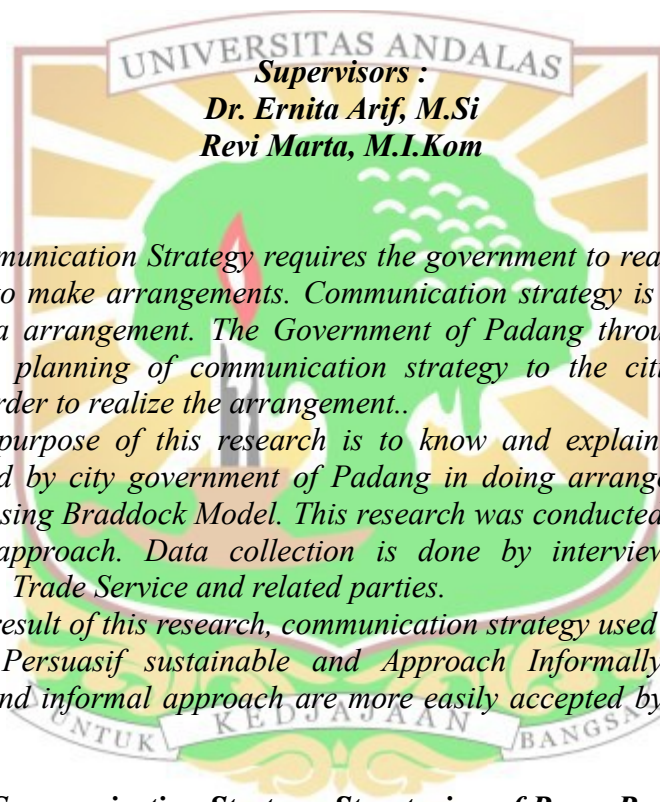 UNIVERSITAS ANDALAS
Supervisors :
Dr. Ernita Arif, M.Si
Revi Marta, M.I.Kom
munication Strategy requires the government to rea
to make arrangements. Communication strategy is
a arrangement. The Government of Padang throu
planning of communication strategy to the citi
rder to realize the arrangement..
purpose of this research is to know and explain
d by city government of Padang in doing arrang
sing Braddock Model. This research was conducted
approach. Data collection is done by interview
Trade Service and related parties.
result of this research, communication strategy used
Persuasif sustainable and Approach Informally
nd informal approach are more easily accepted by
UNTUK KEDJAJAAN BANGSA